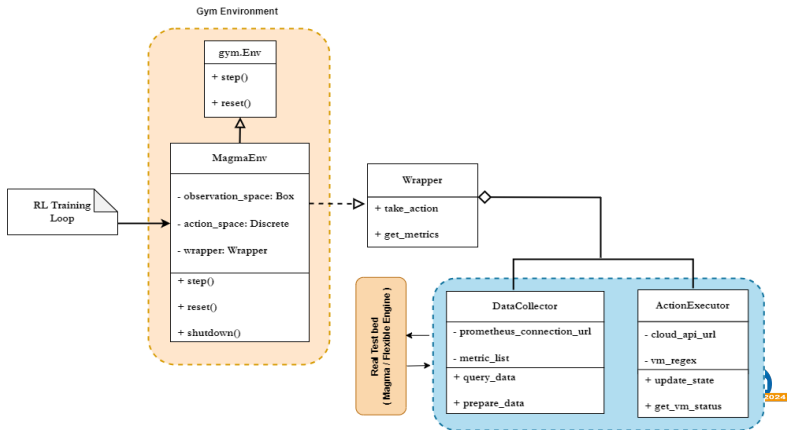 Gym Environment
gym.Env
+ step()
+ reset()
MagmaEnv
- observation_space: Box
- action_space: Discrete
- wrapper: Wrapper
+ step()
+ reset()
+ shutdown()
RL Training
Loop
Wrapper
+ take_action
+ get_metrics
Real Test bed
( Magma / Flexible Engine )
DataCollector
- prometheus_connection_url
- metric_list
+ query_data
+ prepare_data
ActionExecutor
- cloud_api_url
- vm_regex
+ update_state
+ get_vm_status
2024